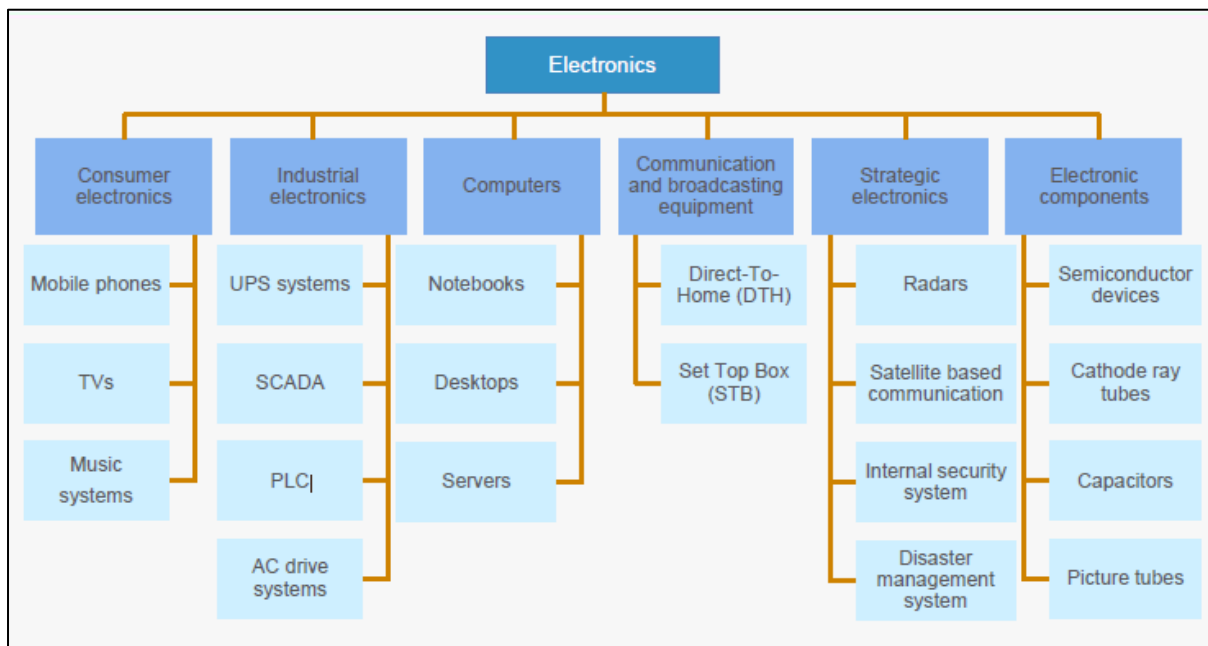 Electronics
Consumer
electronics
Mobile phones
TVs
Music
systems
Industrial
electronics
UPS systems
SCADA
PLC
AC drive
systems
Computers
Notebooks
Desktops
Servers
Communication
and broadcasting
equipment
Direct-To-
Home (DTH)
Set Top Box
(STB)
Strategic
electronics
Radars
Satellite based
communication
Internal security
system
Disaster
management
system
Electronic
components
Semiconductor
devices
Cathode ray
tubes
Capacitors
Picture tubes